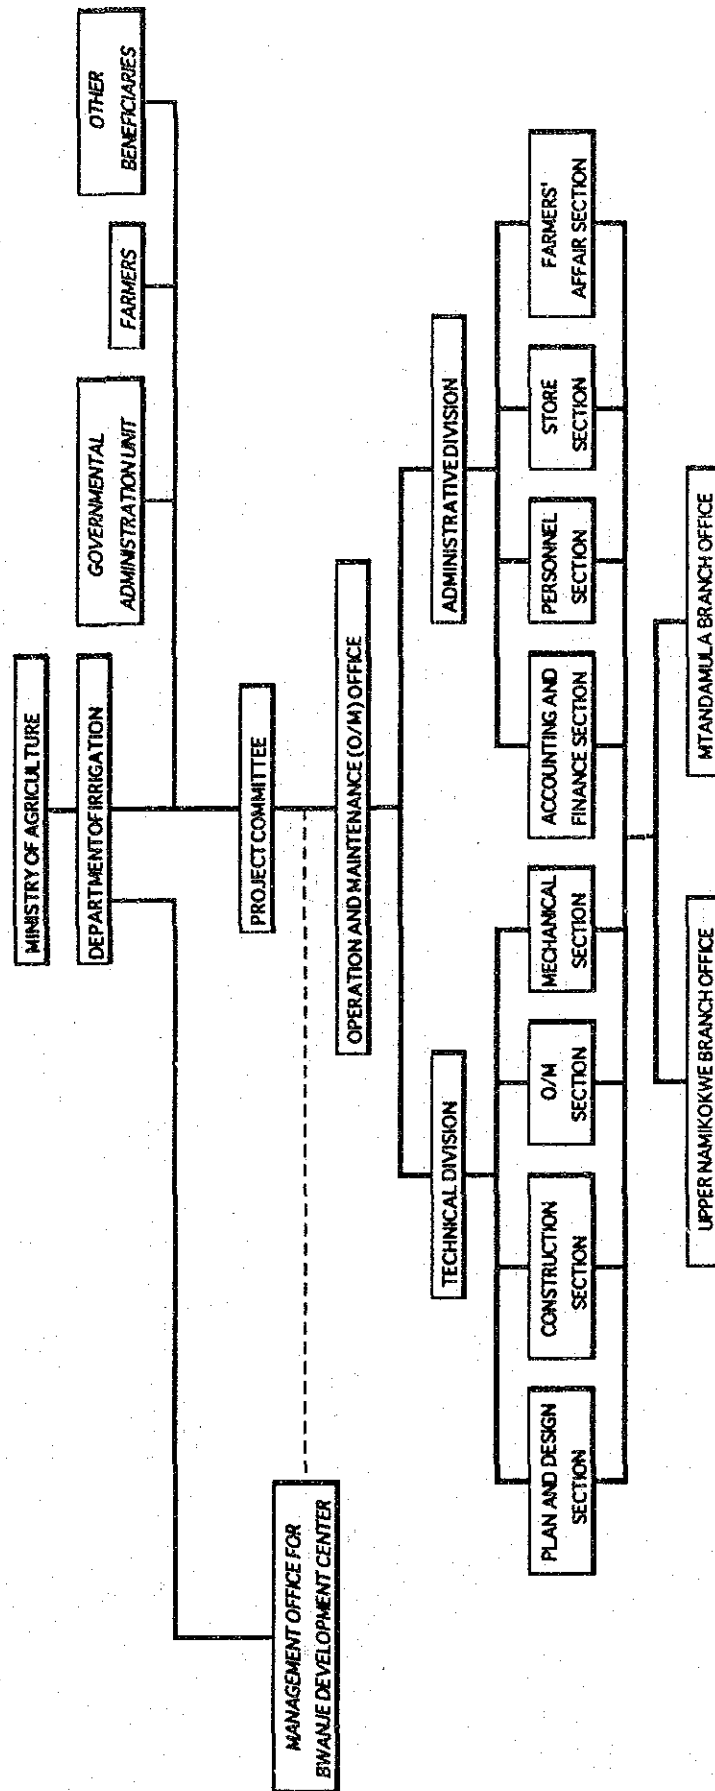 MINISTRY OF AGRICULTURE
DEPARTMENT OF IRRIGATION
GOVERNMENTAL
ADMINISTRATION UNIT
FARMERS
OTHER
BENEFICIARIES
PROJECT COMMITTEE
MANAGEMENT OFFICE FOR
BWANJE DEVELOPMENT CENTER
OPERATION AND MAINTENANCE (O/M) OFFICE
TECHNICAL DIVISION
ADMINISTRATIVE DIVISION
PLAN AND DESIGN
SECTION
CONSTRUCTION
SECTION
O/M
SECTION
MECHANICAL
SECTION
ACCOUNTING AND
FINANCE SECTION
PERSONNEL
SECTION
STORE
SECTION
FARMERS'
AFFAIR SECTION
UPPER NAMIKOKWE BRANCH OFFICE
MTANDAMULA BRANCH OFFICE